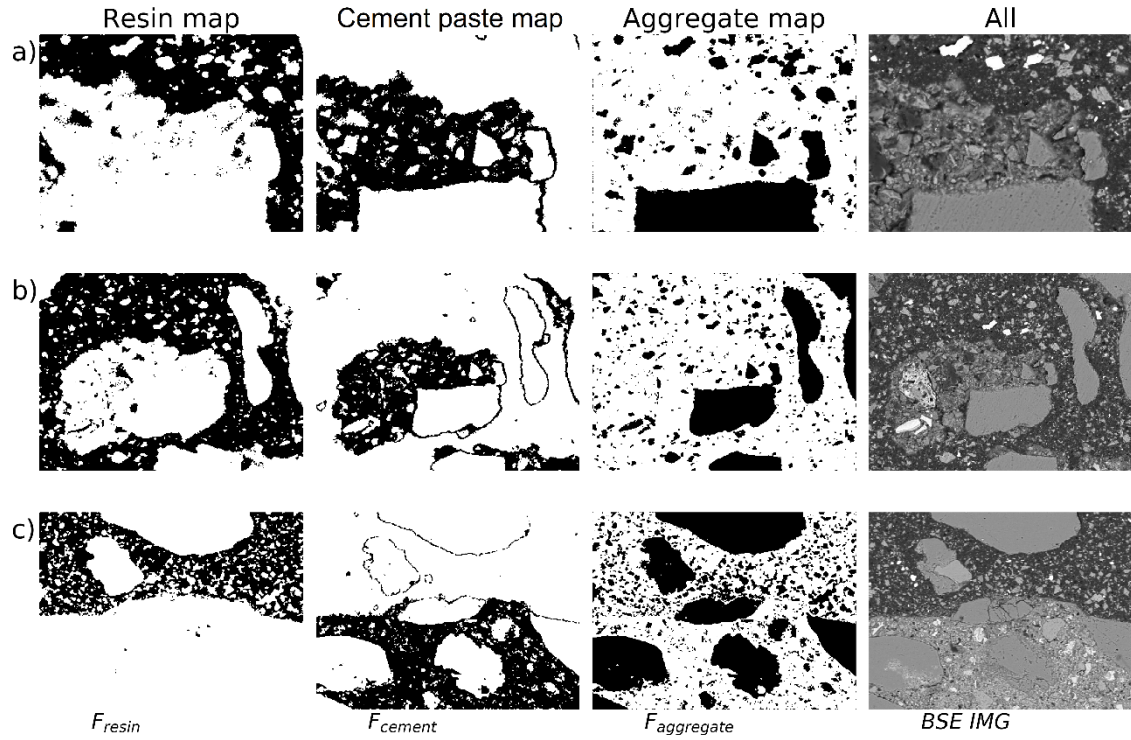 Resin map Cement paste map Aggregate map All
a)
b)
c)
F_resin F_cement F_aggregate BSE IMG